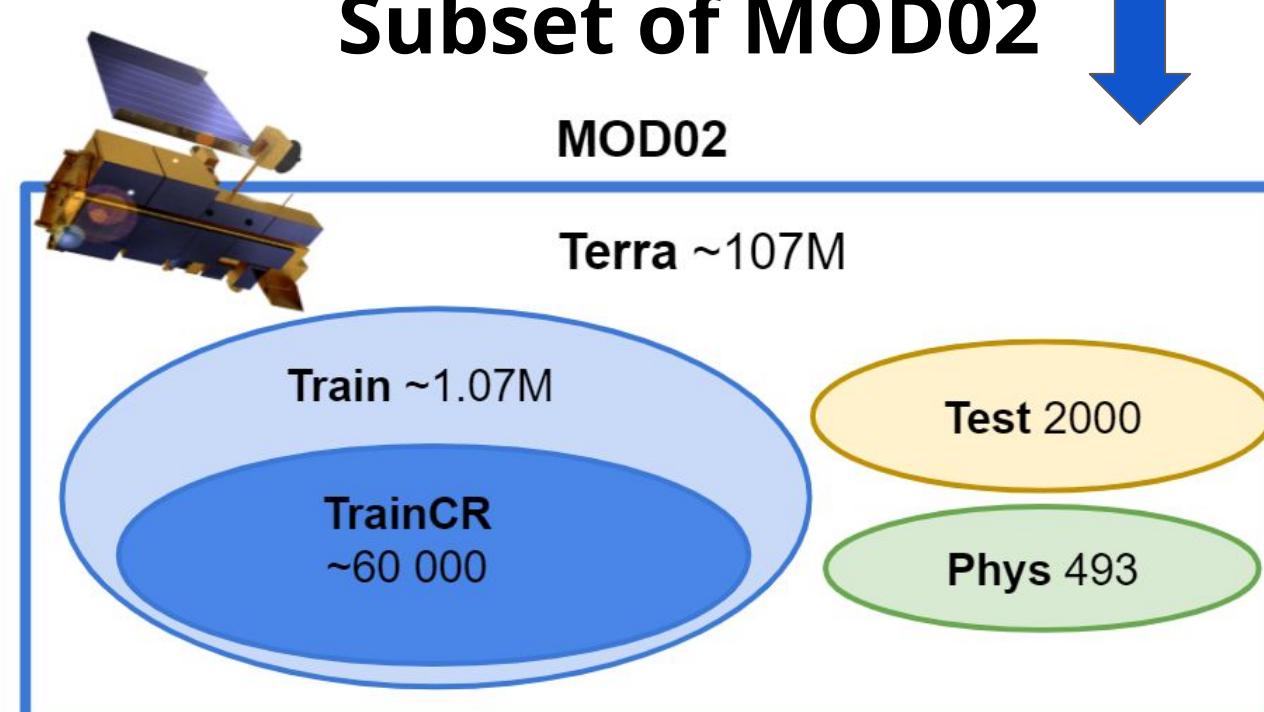 Subset of MOD02
MOD02
Terra ~107M
Train ~1.07M
Test 2000
TrainCR
~60 000
Phys 493